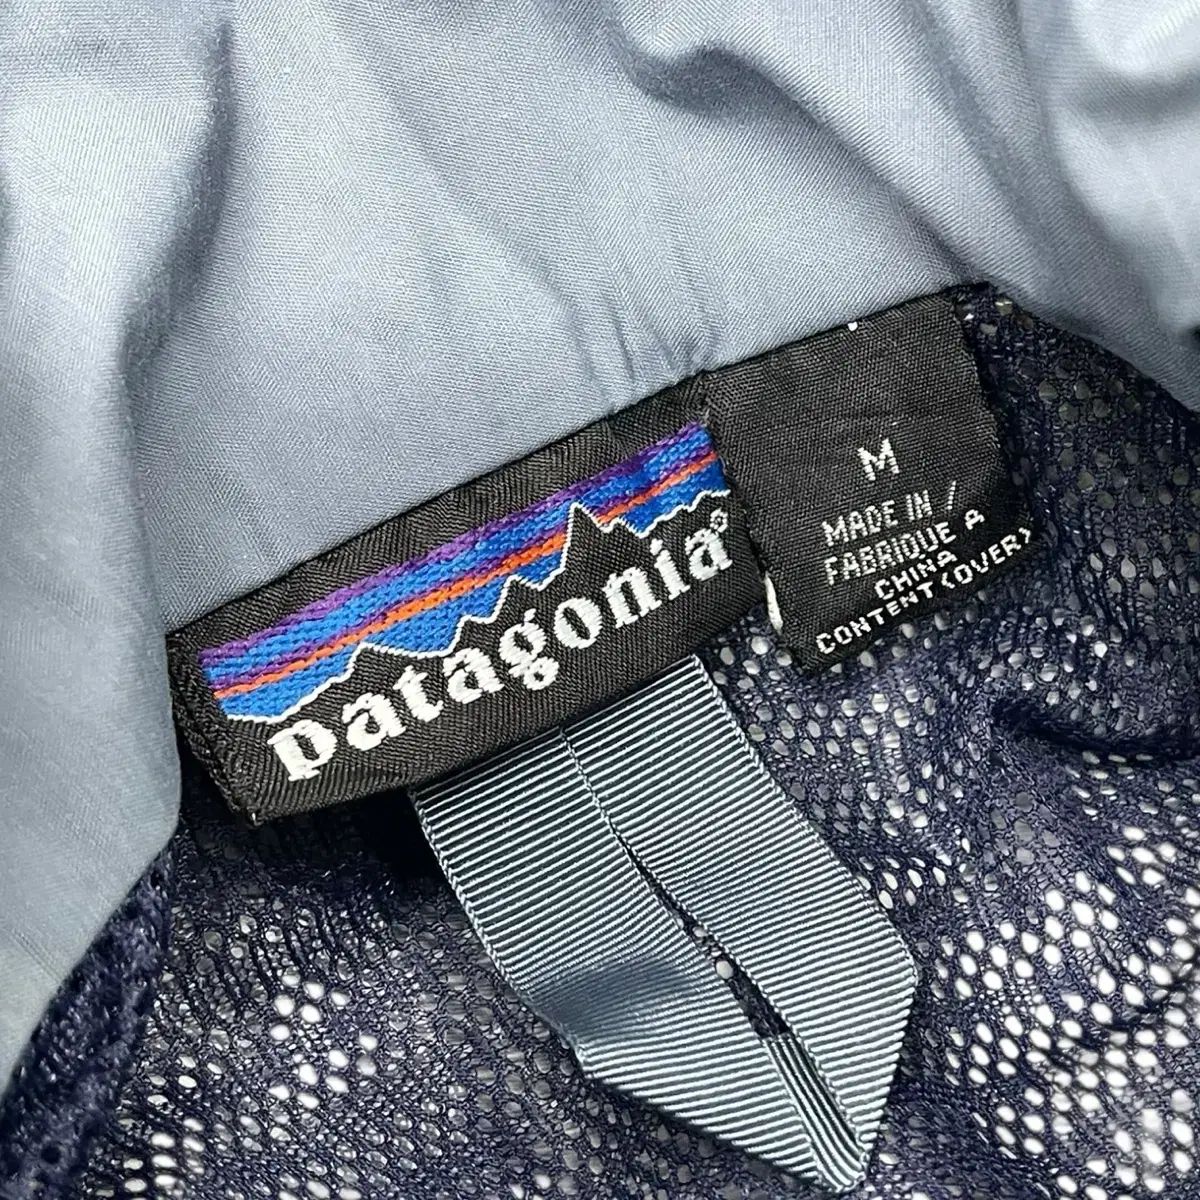 patagonia®
M
MADE IN /
FABRIQUE A
CHINA
CONTENT (OVER)